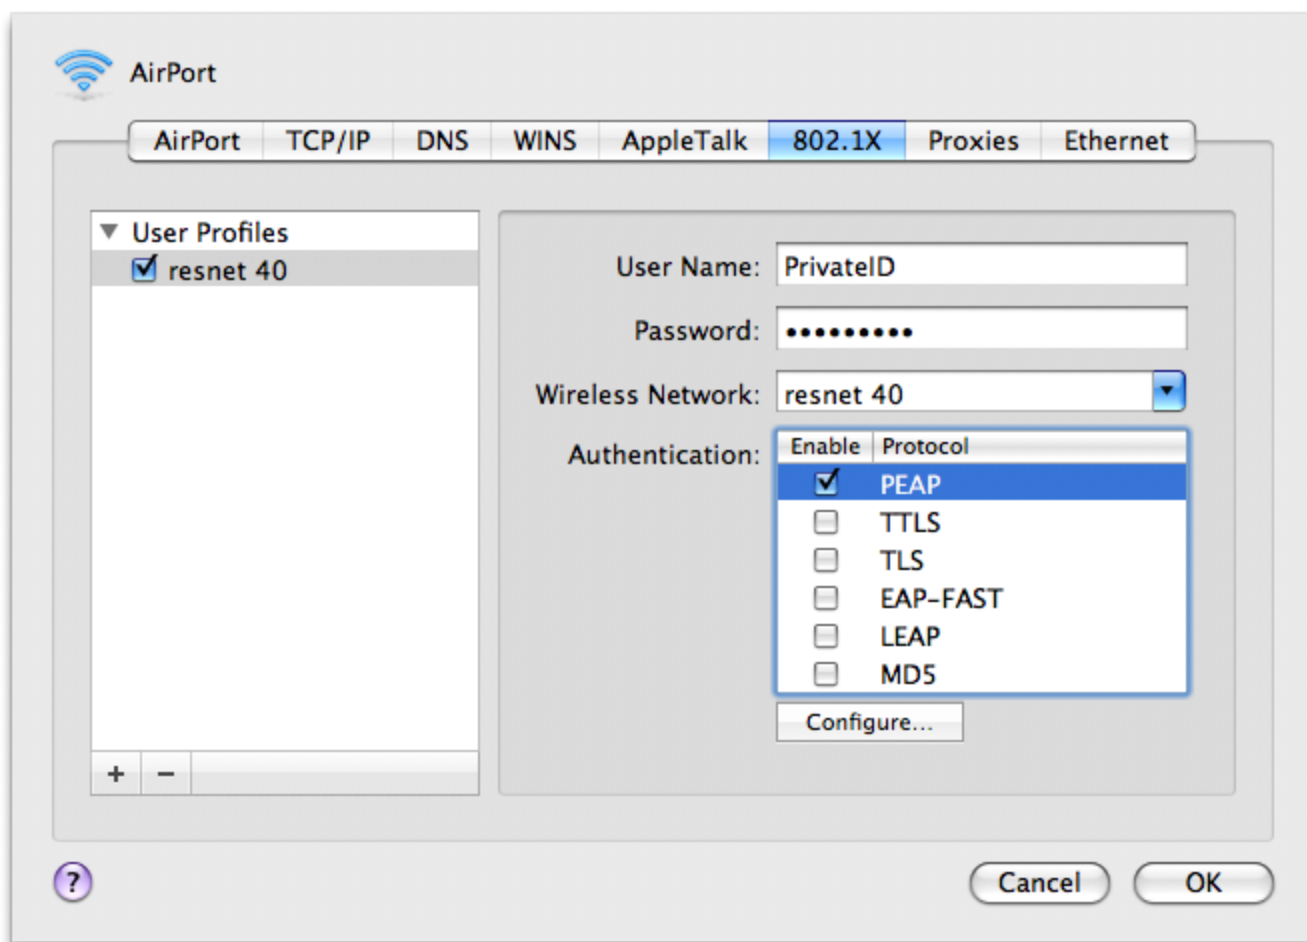 AirPort
AirPort TCP/IP DNS WINS AppleTalk 802.1X Proxies Ethernet
User Profiles
resnet 40
User Name: PrivateID
Password: •••••••••
Wireless Network: resnet 40
Authentication:
Enable Protocol
PEAP
TTLS
TLS
EAP-FAST
LEAP
MD5
Configure...
+ −
? Cancel OK